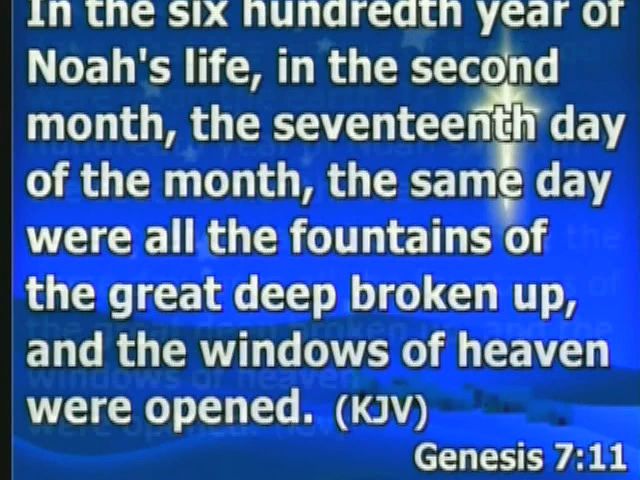 In the six hundredth year of
Noah's life, in the second
month, the seventeenth day
of the month, the same day
were all the fountains of
the great deep broken up,
and the windows of heaven
were opened. (KJV)
Genesis 7:11